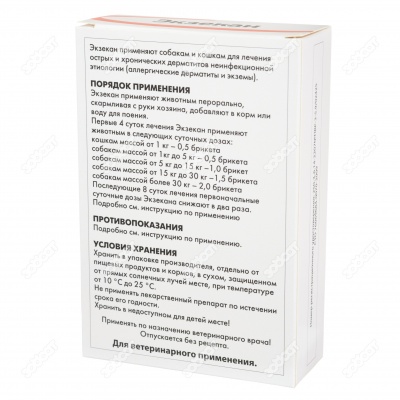 Экзекан
Экзекан применяют собакам и кошкам для лечения
острых и хронических дерматитов неинфекционной
этиологии (аллергические дерматиты и экземы).
ПОРЯДОК ПРИМЕНЕНИЯ
Экзекан применяют животным перорально,
скармливая с руки хозяина, добавляют в корм или
воду для поения.
Первые 4 суток лечения Экзекан применяют
животным в следующих суточных дозах:
кошкам массой от 1 кг – 0,5 брикета
собакам массой от 1кг до 5 кг – 0,5 брикета
собакам массой от 5 кг до 15 кг –1,0 брикет
собакам массой от 15 кг до 30 кг –1,5 брикета
собакам массой более 30 кг – 2,0 брикета
Последующие 8 суток лечения первоначальные
суточные дозы Экзекана снижают в два раза.
Подробно см. инструкцию по применению
ПРОТИВОПОКАЗАНИЯ
Подробно см. инструкцию по применению.
УСЛОВИЯ ХРАНЕНИЯ
Хранить в упаковке производителя, отдельно от
пищевых продуктов и кормов, в сухом, защищенном
от прямых солнечных лучей месте, при температуре
от 10 °С до 25 °С.
Не применять лекарственный препарат по истечении
срока его годности.
Хранить в недоступном для детей месте!
Применять по назначению ветеринарного врача!
Отпускается без рецепта.
Для ветеринарного применения.